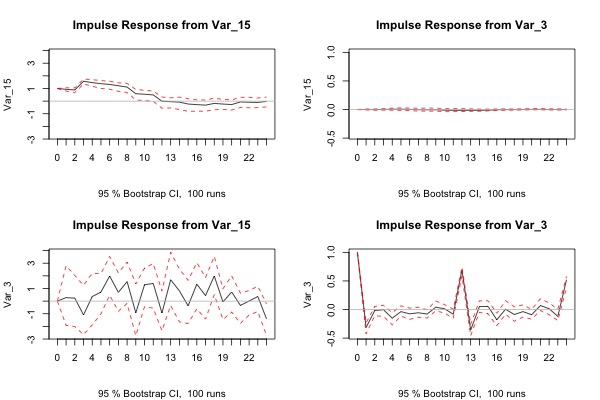 Impulse Response from Var_15
Var_15
-3 -1 1 3
0 2 4 6 8 10 13 16 19 22
95 % Bootstrap CI, 100 runs
Impulse Response from Var_3
Var_15
-0.5 0.0 0.5 1.0
0 2 4 6 8 10 13 16 19 22
95 % Bootstrap CI, 100 runs
Impulse Response from Var_15
Var_3
-3 -1 1 3
0 2 4 6 8 10 13 16 19 22
95 % Bootstrap CI, 100 runs
Impulse Response from Var_3
Var_3
-0.5 0.0 0.5 1.0
0 2 4 6 8 10 13 16 19 22
95 % Bootstrap CI, 100 runs